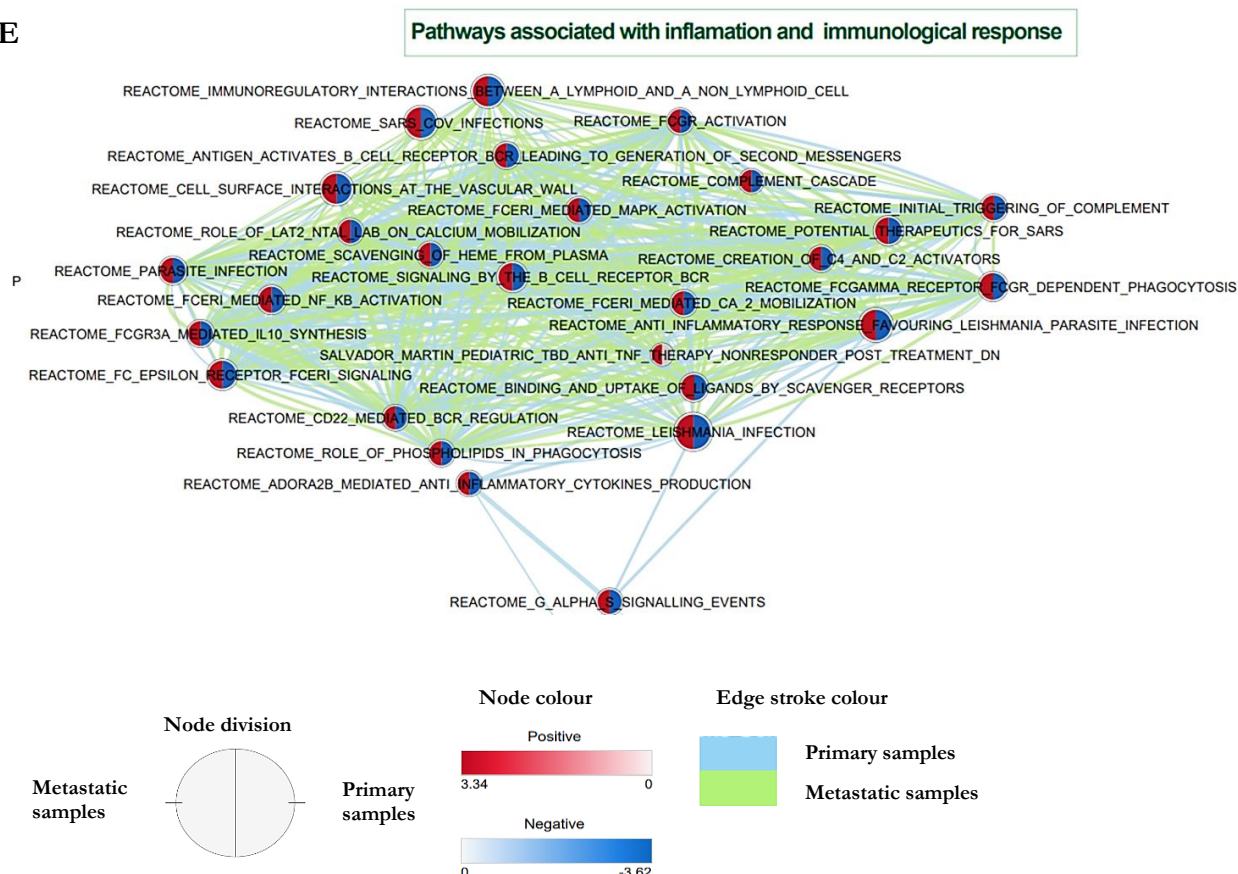 E
Pathways associated with inflamation and immunological response
REACTOME_IMMUNOREGULATORY_INTERACTIONS_BETWEEN_A_LYMPHOID_AND_A_NON_LYMPHOID_CELL
REACTOME_SARS_COV_INFECTIONS
REACTOME_FCGR_ACTIVATION
REACTOME_ANTIGEN_ACTIVATES_B_CELL_RECEPTOR_BCR_LEADING_TO_GENERATION_OF_SECOND_MESSENGERS
REACTOME_COMPLEMENT_CASCADE
REACTOME_CELL_SURFACE_INTERACTIONS_AT_THE_VASCULAR_WALL
REACTOME_FCERI_MEDIATED_MAPK_ACTIVATION
REACTOME_INITIAL_TRIGGERING_OF_COMPLEMENT
REACTOME_ROLE_OF_LAT2_NTAL_LAB_ON_CALCIUM_MOBILIZATION
REACTOME_POTENTIAL_THERAPEUTICS_FOR_SARS
REACTOME_SCAVENGING_OF_HEME_FROM_PLASMA
REACTOME_CREATION_OF_C4_AND_C2_ACTIVATORS
REACTOME_PARASITE_INFECTION
REACTOME_SIGNALING_BY_THE_B_CELL_RECEPTOR_BCR
P
REACTOME_FCGAMMA_RECEPTOR_FCGR_DEPENDENT_PHAGOCYTOSIS
REACTOME_FCERI_MEDIATED_NF_KB_ACTIVATION
REACTOME_FCERI_MEDIATED_CA_2_MOBILIZATION
REACTOME_ANTI_INFLAMMATORY_RESPONSE_FAVOURING_LEISHMANIA_PARASITE_INFECTION
REACTOME_FCGR3A_MEDIATED_IL10_SYNTHESIS
SALVADOR_MARTIN_PEDIATRIC_TBD_ANTI_TNF_THERAPY_NONRESPONDER_POST_TREATMENT_DN
REACTOME_FC_EPSILON_RECEPTOR_FCERI_SIGNALING
REACTOME_BINDING_AND_UPTAKE_OF_LIGANDS_BY_SCAVENGER_RECEPTORS
REACTOME_CD22_MEDIATED_BCR_REGULATION
REACTOME_LEISHMANIA_INFECTION
REACTOME_ROLE_OF_PHOSPHOLIPIDS_IN_PHAGOCYTOSIS
REACTOME_ADORA2B_MEDIATED_ANTI_INFLAMMATORY_CYTOKINES_PRODUCTION
REACTOME_G_ALPHA_S_SIGNALLING_EVENTS
Node division
Metastatic
samples
Primary
samples
Node colour
Positive
3.34 0
Negative
0 -3.62
Edge stroke colour
Primary samples
Metastatic samples